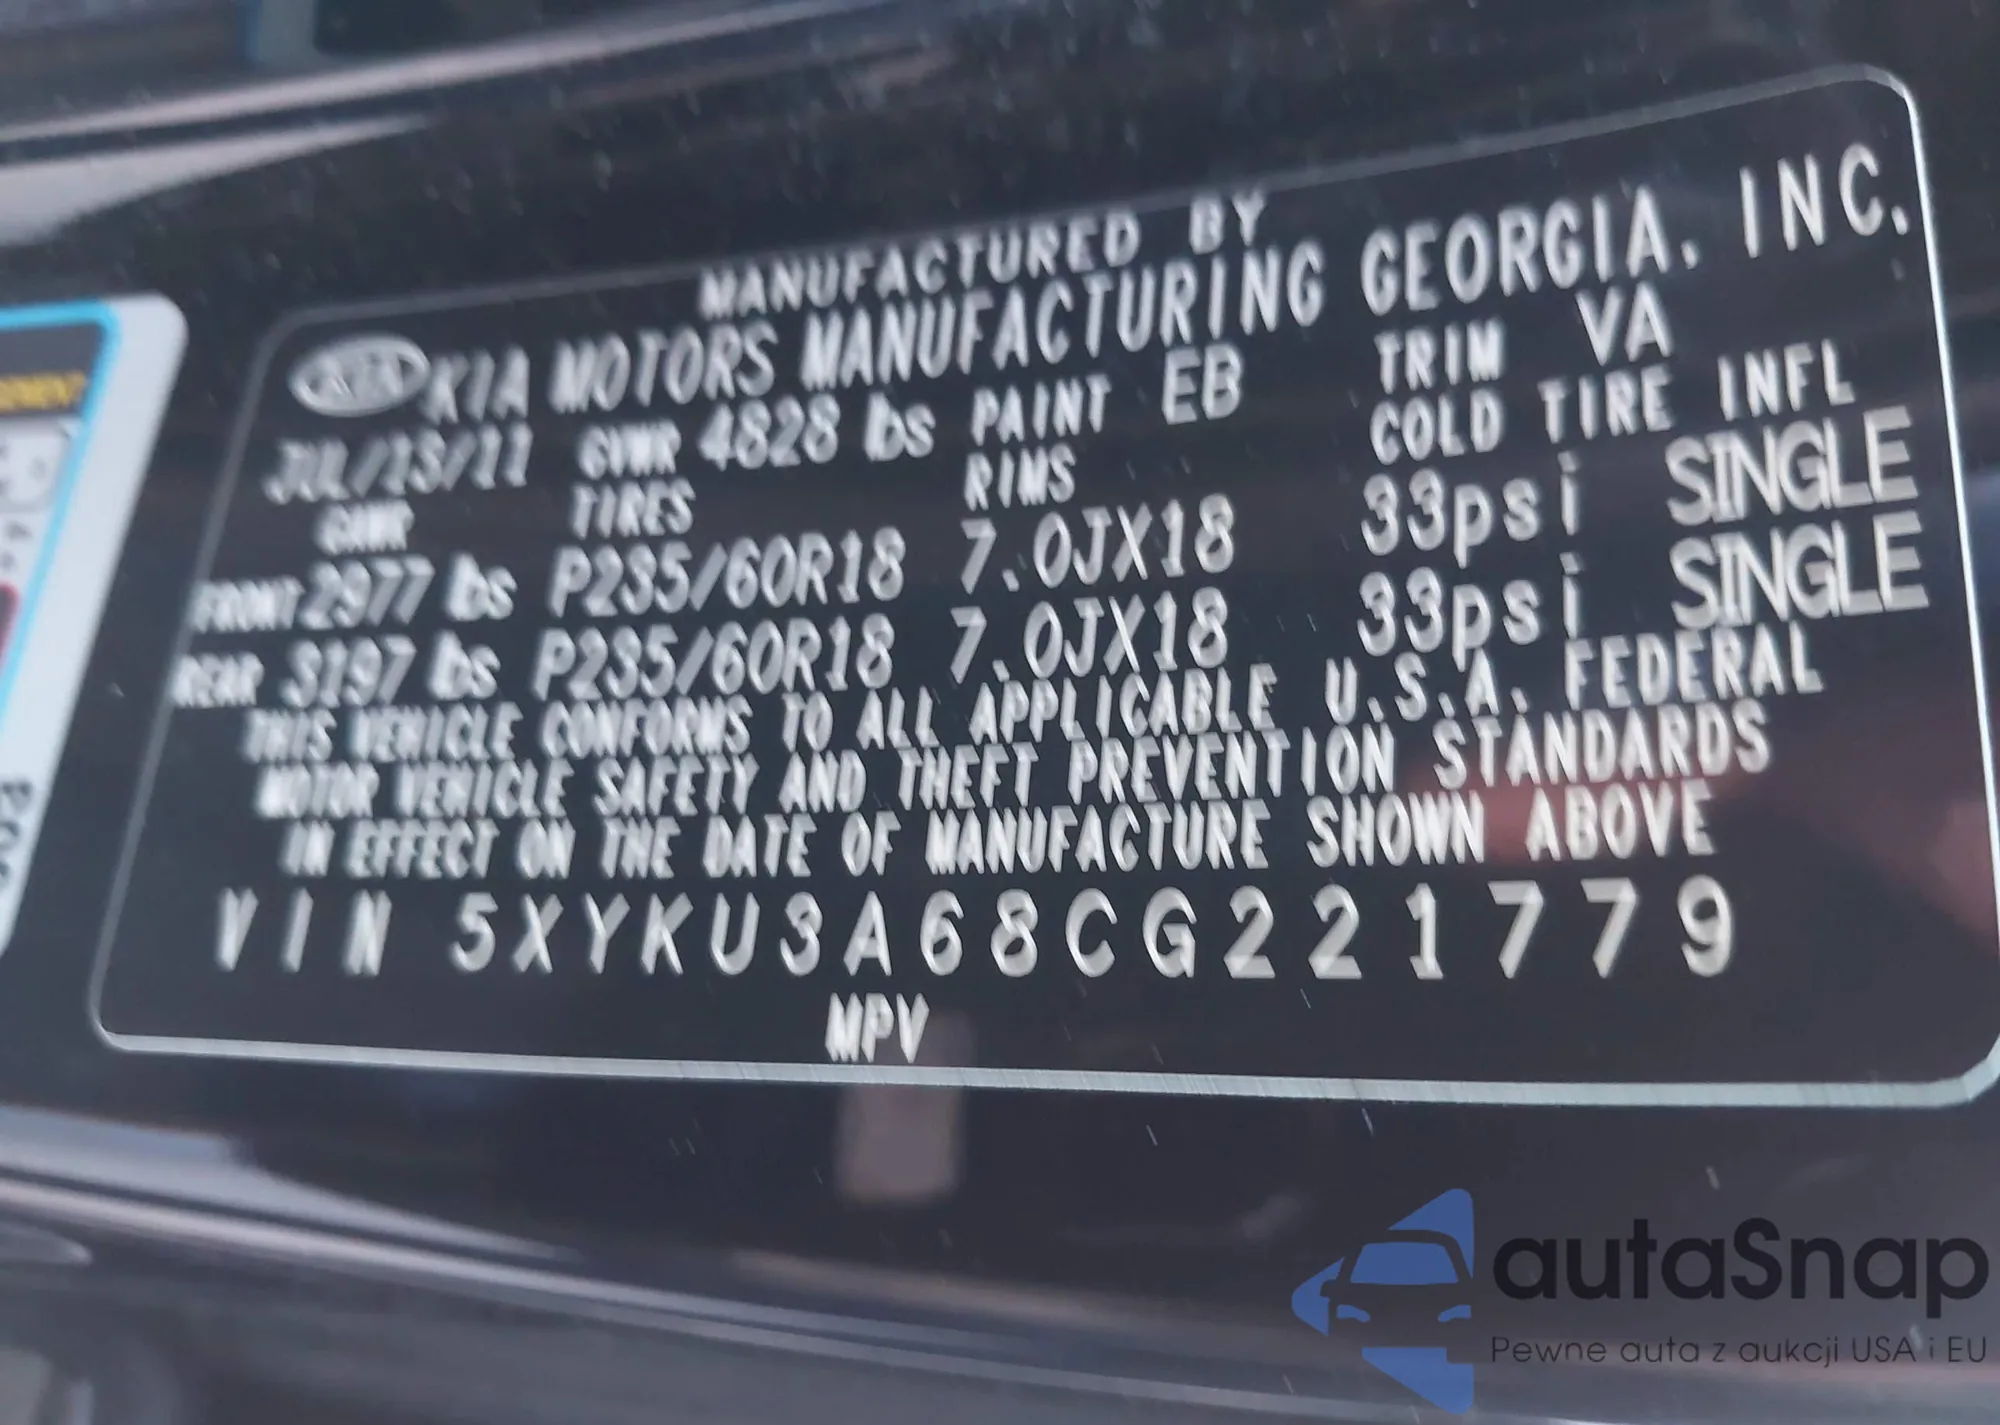 MANUFACTURED BY
KIA KIA MOTORS MANUFACTURING GEORGIA, INC.
JUL/13/11 GVWR 4828 lbs PAINT EB TRIM VA
GAWR TIRES RIMS COLD TIRE INFL
FRONT 2977 lbs P235/60R18 7.0JX18 33psi SINGLE
REAR 3197 lbs P235/60R18 7.0JX18 33psi SINGLE
THIS VEHICLE CONFORMS TO ALL APPLICABLE U.S.A. FEDERAL
MOTOR VEHICLE SAFETY AND THEFT PREVENTION STANDARDS
IN EFFECT ON THE DATE OF MANUFACTURE SHOWN ABOVE
VIN 5XYKU3A68CG221779
MPV
autaSnap
Pewne auta z aukcji USA i EU